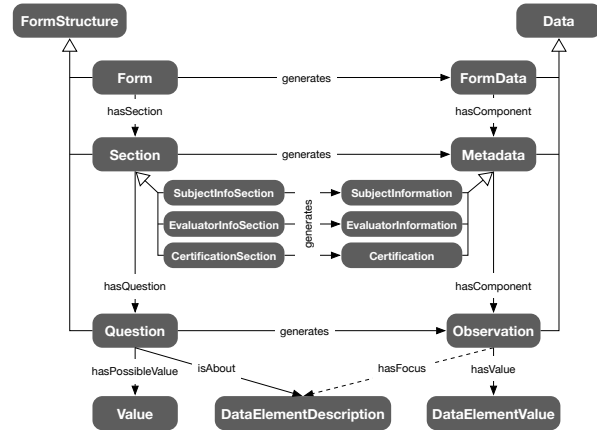 FormStructure Data
Form generates FormData
hasSection hasComponent
Section generates Metadata
SubjectInfoSection SubjectInformation
EvaluatorInfoSection generates EvaluatorInformation
CertificationSection Certification
hasQuestion hasComponent
Question generates Observation
hasPossibleValue isAbout hasFocus hasValue
Value DataElementDescription DataElementValue